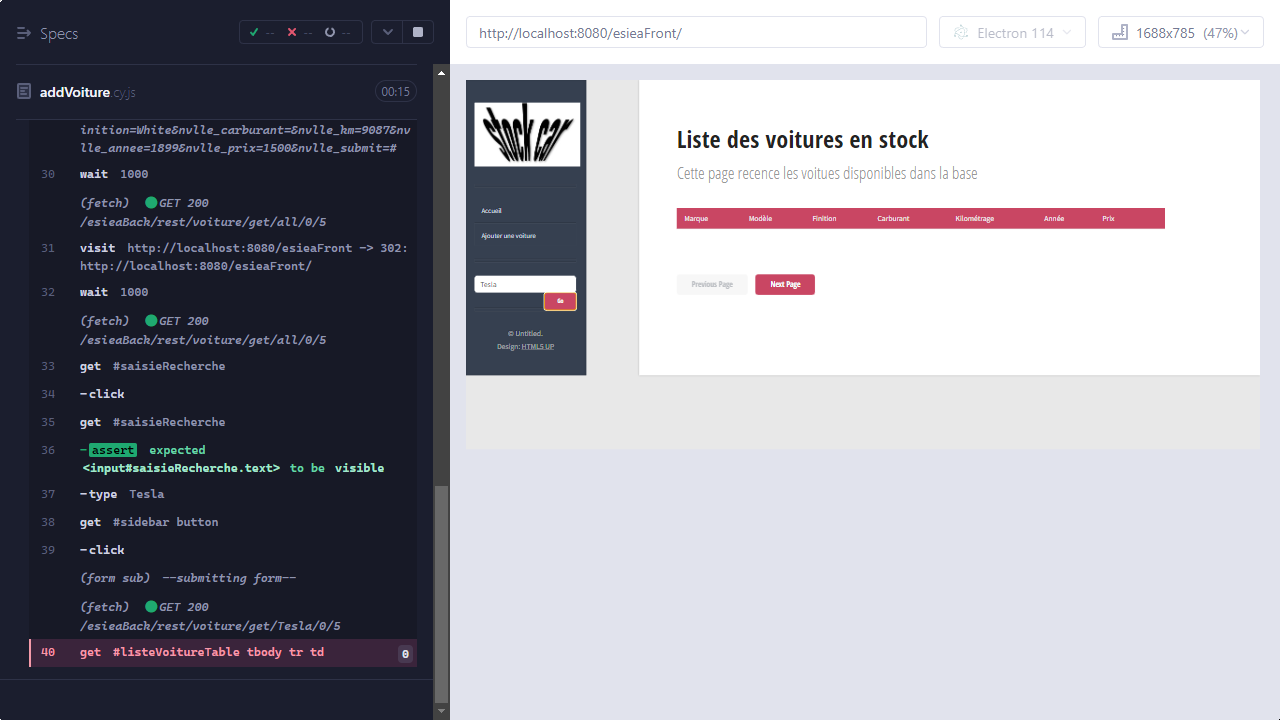 Specs
-- -- --
addVoiture.cy.js 00:15
inition=White&nvlle_carburant=&nvlle_km=9087&nv
lle_annee=1899&nvlle_prix=1500&nvlle_submit=#
30 wait 1000
(fetch) GET 200
/esieaBack/rest/voiture/get/all/0/5
31 visit http://localhost:8080/esieaFront -> 302:
http://localhost:8080/esieaFront/
32 wait 1000
(fetch) GET 200
/esieaBack/rest/voiture/get/all/0/5
33 get #saisieRecherche
34 -click
35 get #saisieRecherche
36 -assert expected
<input#saisieRecherche.text> to be visible
37 -type Tesla
38 get #sidebar button
39 -click
(form sub) --submitting form--
(fetch) GET 200
/esieaBack/rest/voiture/get/Tesla/0/5
40 get #listeVoitureTable tbody tr td 0
http://localhost:8080/esieaFront/
Electron 114
1688x785 (47%)
stock car
Accueil
Ajouter une voiture
Tesla
Go
© Untitled.
Design: HTML5 UP
Liste des voitures en stock
Cette page recence les voitues disponibles dans la base
Marque Modèle Finition Carburant Kilométrage Année Prix
Previous Page Next Page